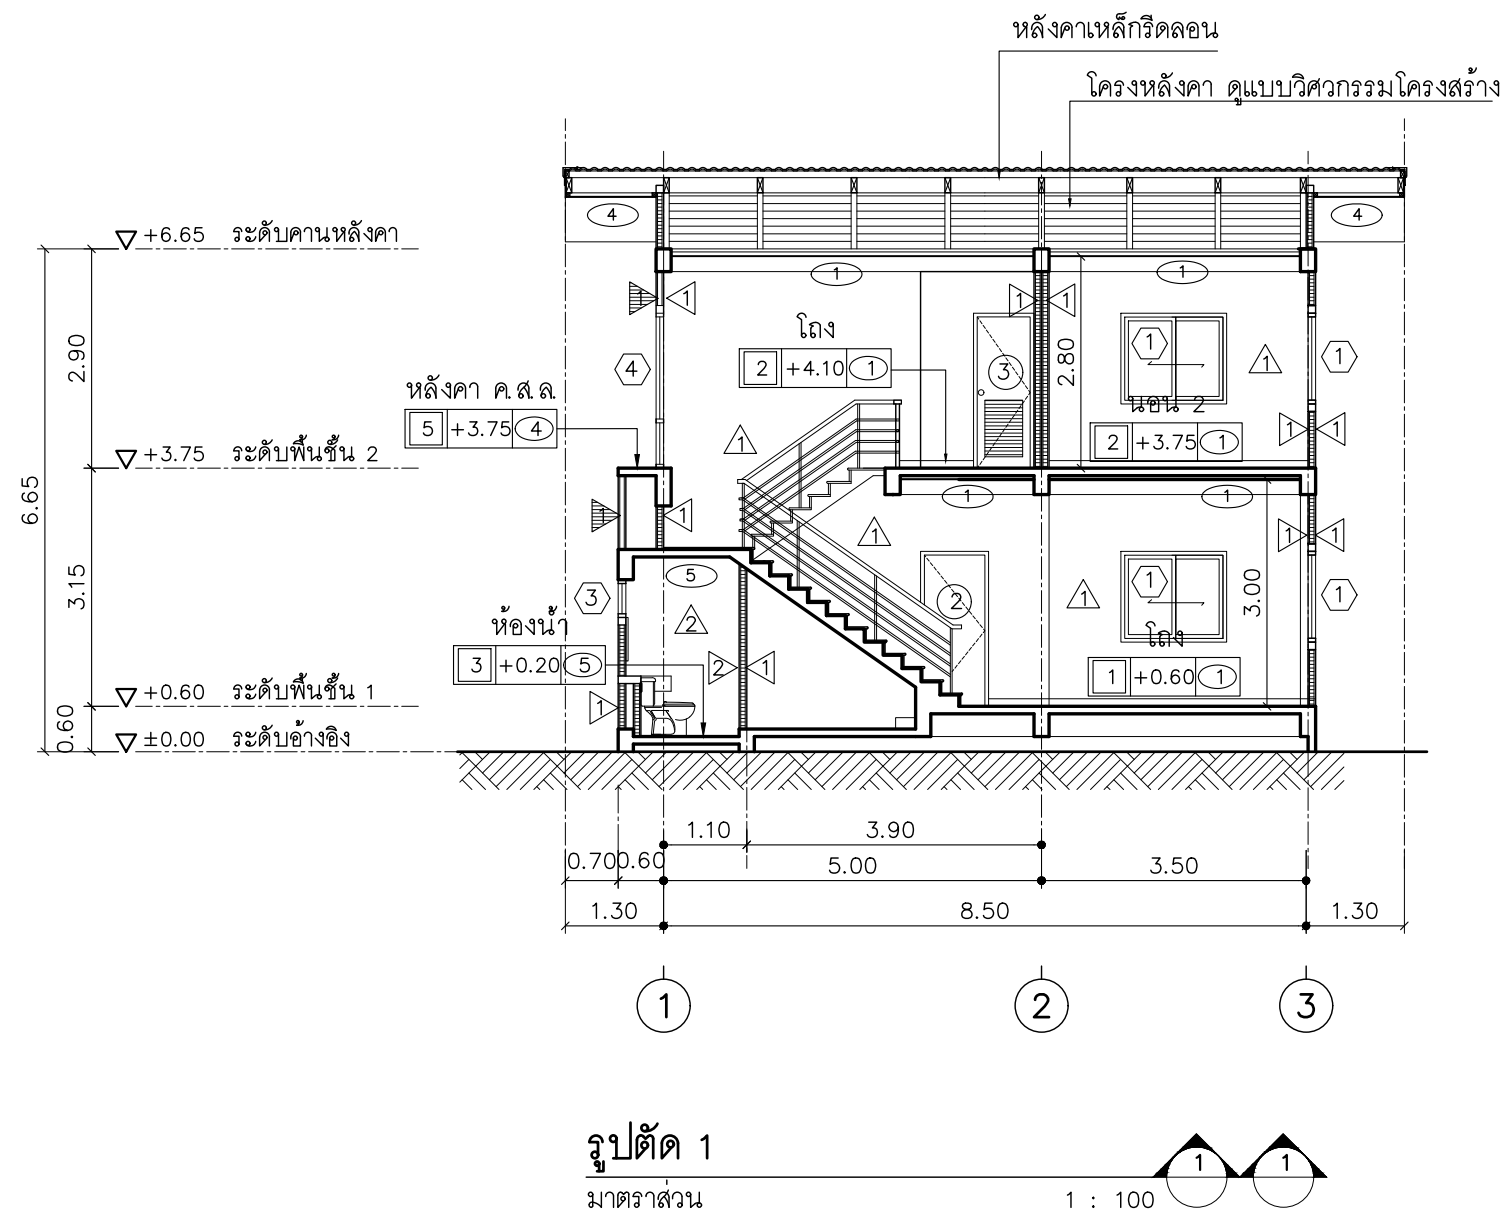 หลังคาเหล็กรีดลอน
โครงหลังคา ดูแบบวิศวกรรมโครงสร้าง
4 4
+6.65 ระดับคานหลังคา
1 1
1 1 1 1
โถง
2 +4.10 1
3
2.80
1
1
1
4
2.90
หลังคา ค.ส.ล.
5 +3.75 4
นอน 2
2 +3.75 1
1 1
1
+3.75 ระดับพื้นชั้น 2
6.65
1 1
1 1
1 1
1
5
3
3.15
ห้องน้ำ
3 +0.20 5
2
2 1
2
1
1
1
3.00
โถง
1 +0.60 1
+0.60 ระดับพื้นชั้น 1
1
0.60
±0.00 ระดับอ้างอิง
1.10 3.90
0.70 0.60 5.00 3.50
1.30 8.50 1.30
1 2 3
รูปตัด 1
1 1
มาตราส่วน 1 : 100